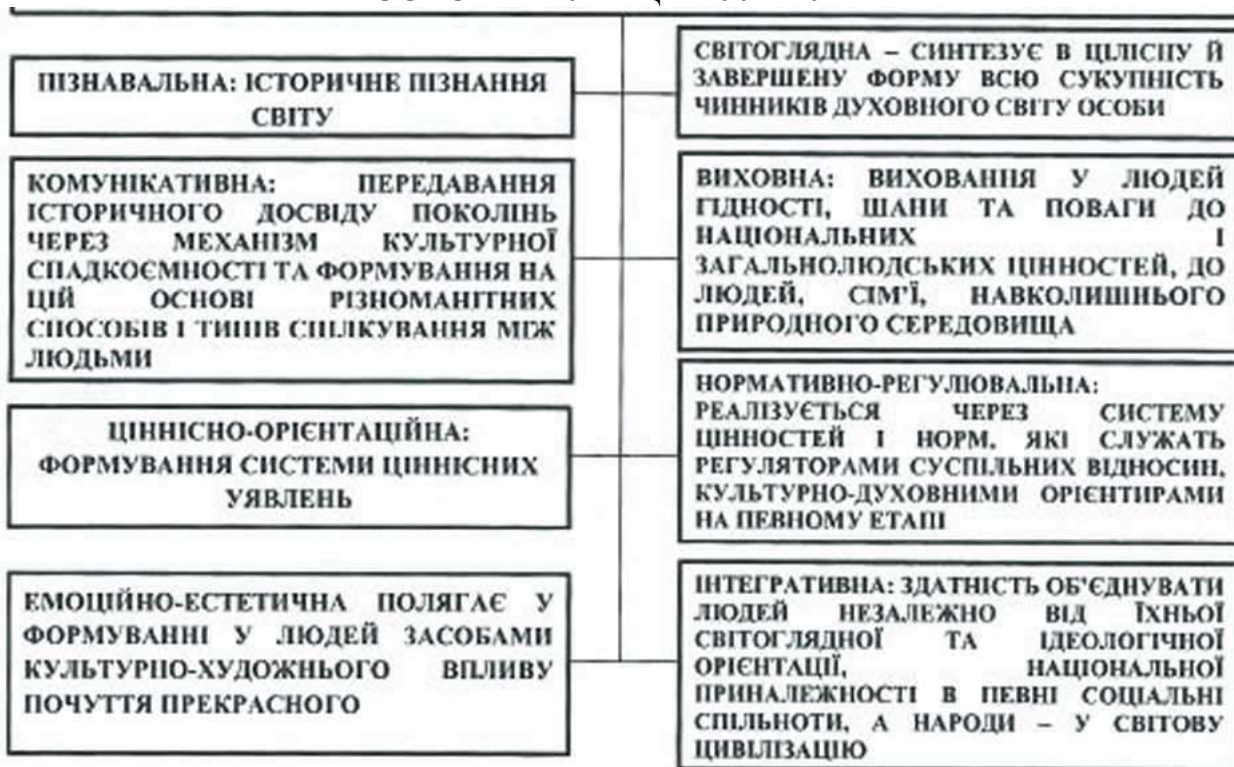 ПІЗНАВАЛЬНА: ІСТОРИЧНЕ ПІЗНАННЯ
СВІТУ
СВІТОГЛЯДНА – СИНТЕЗУЄ В ЦІЛІСНУ Й
ЗАВЕРШЕНУ ФОРМУ ВСЮ СУКУПНІСТЬ
ЧИННИКІВ ДУХОВНОГО СВІТУ ОСОБИ
КОМУНІКАТИВНА: ПЕРЕДАВАННЯ
ІСТОРИЧНОГО ДОСВІДУ ПОКОЛІНЬ
ЧЕРЕЗ МЕХАНІЗМ КУЛЬТУРНОЇ
СПАДКОЄМНОСТІ ТА ФОРМУВАННЯ НА
ЦІЙ ОСНОВІ РІЗНОМАНІТНИХ
СПОСОБІВ І ТИПІВ СПІЛКУВАННЯ МІЖ
ЛЮДЬМИ
ВИХОВНА: ВИХОВАННЯ У ЛЮДЕЙ
ГІДНОСТІ, ШАНИ ТА ПОВАГИ ДО
НАЦІОНАЛЬНИХ І
ЗАГАЛЬНОЛЮДСЬКИХ ЦІННОСТЕЙ, ДО
ЛЮДЕЙ, СІМ'Ї, НАВКОЛИШНЬОГО
ПРИРОДНОГО СЕРЕДОВИЩА
ЦІННІСНО-ОРІЄНТАЦІЙНА:
ФОРМУВАННЯ СИСТЕМИ ЦІННІСНИХ
УЯВЛЕНЬ
НОРМАТИВНО-РЕГУЛЮВАЛЬНА:
РЕАЛІЗУЄТЬСЯ ЧЕРЕЗ СИСТЕМУ
ЦІННОСТЕЙ І НОРМ, ЯКІ СЛУЖАТЬ
РЕГУЛЯТОРАМИ СУСПІЛЬНИХ ВІДНОСИН,
КУЛЬТУРНО-ДУХОВНИМИ ОРІЄНТИРАМИ
НА ПЕВНОМУ ЕТАПІ
ЕМОЦІЙНО-ЕСТЕТИЧНА ПОЛЯГАЄ У
ФОРМУВАННІ У ЛЮДЕЙ ЗАСОБАМИ
КУЛЬТУРНО-ХУДОЖНЬОГО ВПЛИВУ
ПОЧУТТЯ ПРЕКРАСНОГО
ІНТЕГРАТИВНА: ЗДАТНІСТЬ ОБ'ЄДНУВАТИ
ЛЮДЕЙ НЕЗАЛЕЖНО ВІД ЇХНЬОЇ
СВІТОГЛЯДНОЇ ТА ІДЕОЛОГІЧНОЇ
ОРІЄНТАЦІЇ, НАЦІОНАЛЬНОЇ
ПРИНАЛЕЖНОСТІ В ПЕВНІ СОЦІАЛЬНІ
СПІЛЬНОТИ, А НАРОДИ – У СВІТОВУ
ЦИВІЛІЗАЦІЮ